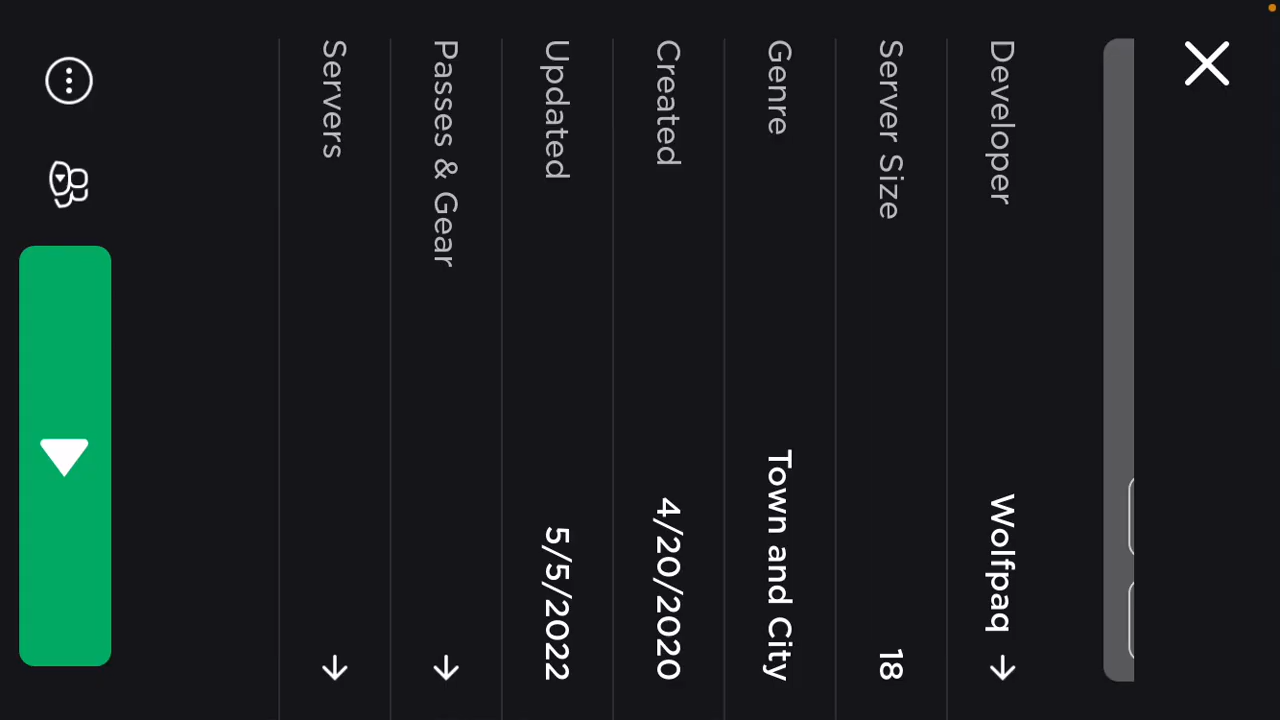 Developer Wolfpaq
Server Size 18
Genre Town and City
Created 4/20/2020
Updated 5/5/2022
Passes & Gear
Servers